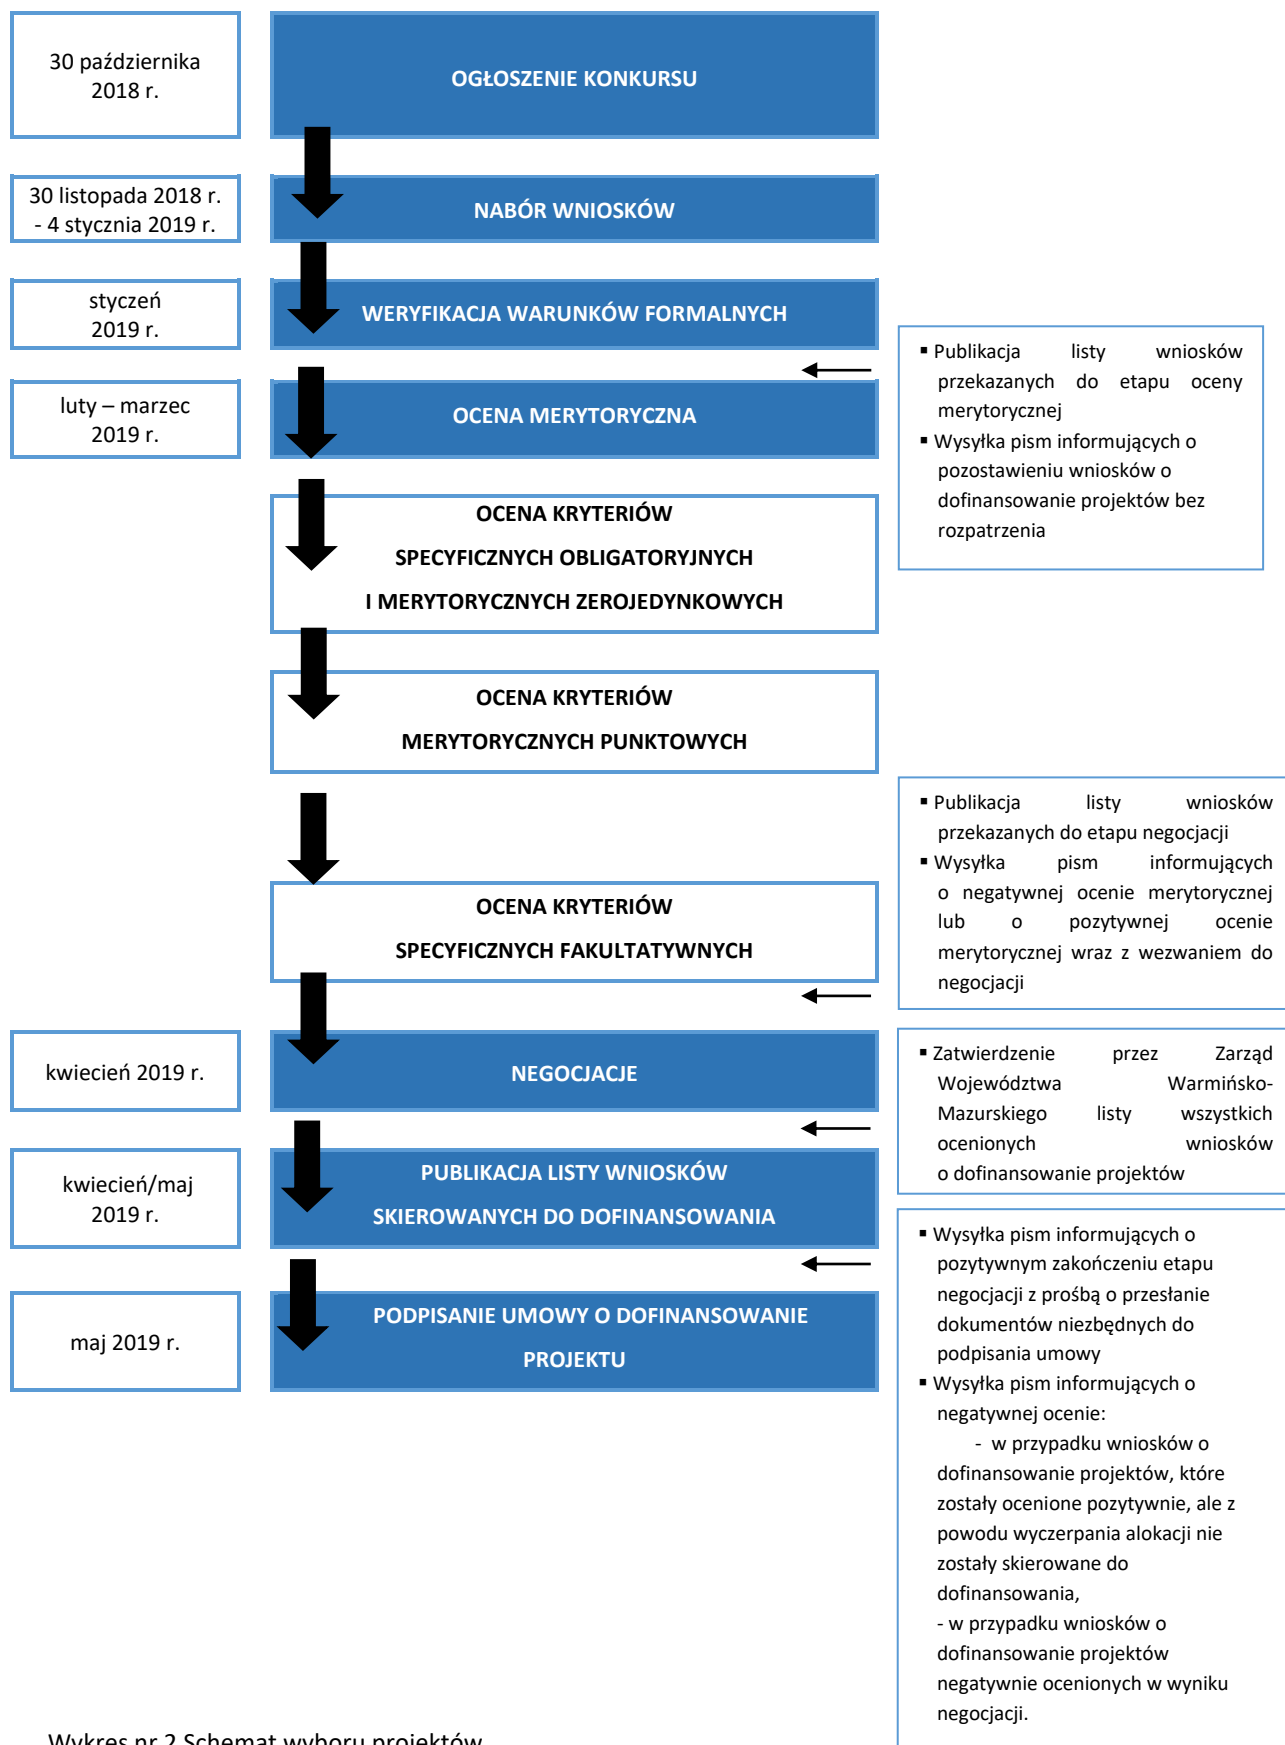 30 października
2018 r.
OGŁOSZENIE KONKURSU
30 listopada 2018 r.
- 4 stycznia 2019 r.
NABÓR WNIOSKÓW
styczeń
2019 r.
WERYFIKACJA WARUNKÓW FORMALNYCH
▪ Publikacja listy wniosków
przekazanych do etapu oceny
merytorycznej
▪ Wysyłka pism informujących o
pozostawieniu wniosków o
dofinansowanie projektów bez
rozpatrzenia
luty – marzec
2019 r.
OCENA MERYTORYCZNA
OCENA KRYTERIÓW
SPECYFICZNYCH OBLIGATORYJNYCH
I MERYTORYCZNYCH ZEROJEDYNKOWYCH
OCENA KRYTERIÓW
MERYTORYCZNYCH PUNKTOWYCH
OCENA KRYTERIÓW
SPECYFICZNYCH FAKULTATYWNYCH
▪ Publikacja listy wniosków
przekazanych do etapu negocjacji
▪ Wysyłka pism informujących
o negatywnej ocenie merytorycznej
lub o pozytywnej ocenie
merytorycznej wraz z wezwaniem do
negocjacji
kwiecień 2019 r.
NEGOCJACJE
▪ Zatwierdzenie przez Zarząd
Województwa Warmińsko-
Mazurskiego listy wszystkich
ocenionych wniosków
o dofinansowanie projektów
kwiecień/maj
2019 r.
PUBLIKACJA LISTY WNIOSKÓW
SKIEROWANYCH DO DOFINANSOWANIA
▪ Wysyłka pism informujących o
pozytywnym zakończeniu etapu
negocjacji z prośbą o przesłanie
dokumentów niezbędnych do
podpisania umowy
▪ Wysyłka pism informujących o
negatywnej ocenie:
- w przypadku wniosków o
dofinansowanie projektów, które
zostały ocenione pozytywnie, ale z
powodu wyczerpania alokacji nie
zostały skierowane do
dofinansowania,
- w przypadku wniosków o
dofinansowanie projektów
negatywnie ocenionych w wyniku
negocjacji.
maj 2019 r.
PODPISANIE UMOWY O DOFINANSOWANIE
PROJEKTU
Wykres nr 2 Schemat wyboru projektów